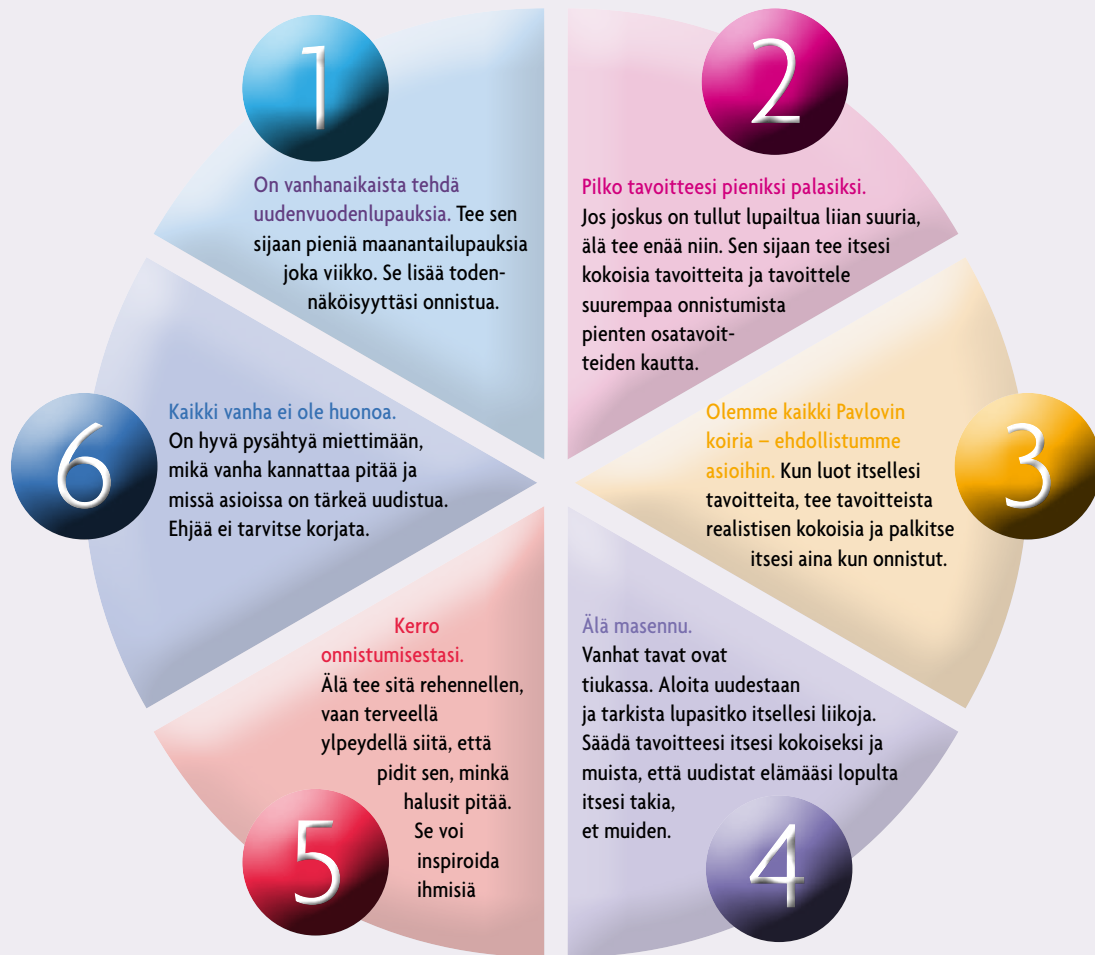 1
On vanhanaikaista tehdä
uudenvuodenlupauksia. Tee sen
sijaan pieniä maanantailupauksia
joka viikko. Se lisää toden-
näköisyyttäsi onnistua.
2
Pilko tavoitteesi pieniksi palasiksi.
Jos joskus on tullut lupailtua liian suuria,
älä tee enää niin. Sen sijaan tee itsesi
kokoisia tavoitteita ja tavoittele
suurempaa onnistumista
pienten osatavoit-
teiden kautta.
3
Olemme kaikki Pavlovin
koiria – ehdollistumme
asioihin. Kun luot itsellesi
tavoitteita, tee tavoitteista
realistisen kokoisia ja palkitse
itsesi aina kun onnistut.
4
Älä masennu.
Vanhat tavat ovat
tiukassa. Aloita uudestaan
ja tarkista lupasitko itsellesi liikoja.
Säädä tavoitteesi itsesi kokoiseksi ja
muista, että uudistat elämääsi lopulta
itsesi takia,
et muiden.
5
Kerro
onnistumisestasi.
Älä tee sitä rehennellen,
vaan terveellä
ylpeydellä siitä, että
pidit sen, minkä
halusit pitää.
Se voi
inspiroida
ihmisiä
6
Kaikki vanha ei ole huonoa.
On hyvä pysähtyä miettimään,
mikä vanha kannattaa pitää ja
missä asioissa on tärkeä uudistua.
Ehjää ei tarvitse korjata.